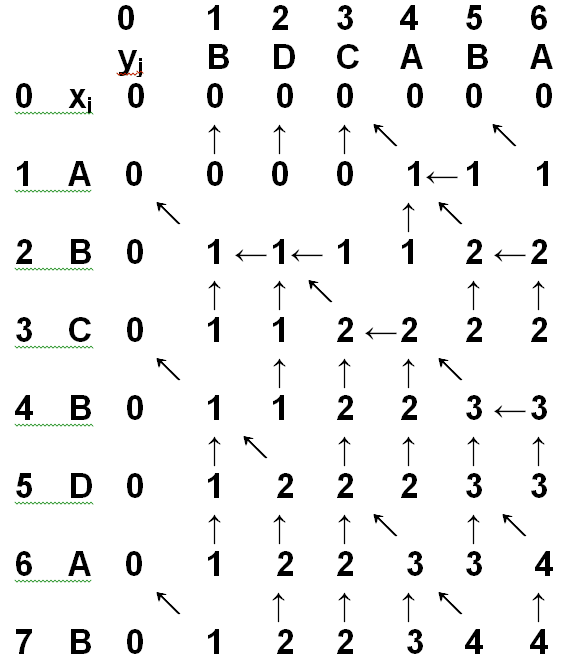 0 1 2 3 4 5 6
yj B D C A B A
0 xi 0 0 0 0 0 0 0
↑ ↑ ↑ ↖ ↖
1 A 0 0 0 0 1 ← 1 1
↖ ↑ ↖
2 B 0 1 ← 1 ← 1 1 2 ← 2
↑ ↑ ↖ ↑ ↑
3 C 0 1 1 2 ← 2 2 2
↖ ↑ ↑ ↑ ↖
4 B 0 1 1 2 2 3 ← 3
↑ ↖ ↑ ↑ ↑ ↑
5 D 0 1 2 2 2 3 3
↑ ↑ ↑ ↖ ↑ ↖
6 A 0 1 2 2 3 3 4
↖ ↑ ↑ ↑ ↖ ↑
7 B 0 1 2 2 3 4 4